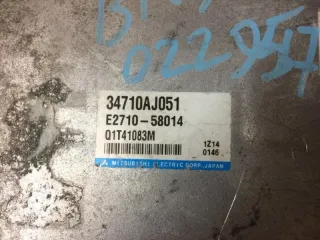 022957
34710AJ051
E2710-58014
Q1T41083M
1Z14
0146
MITSUBISHI ELECTRIC CORP. JAPAN